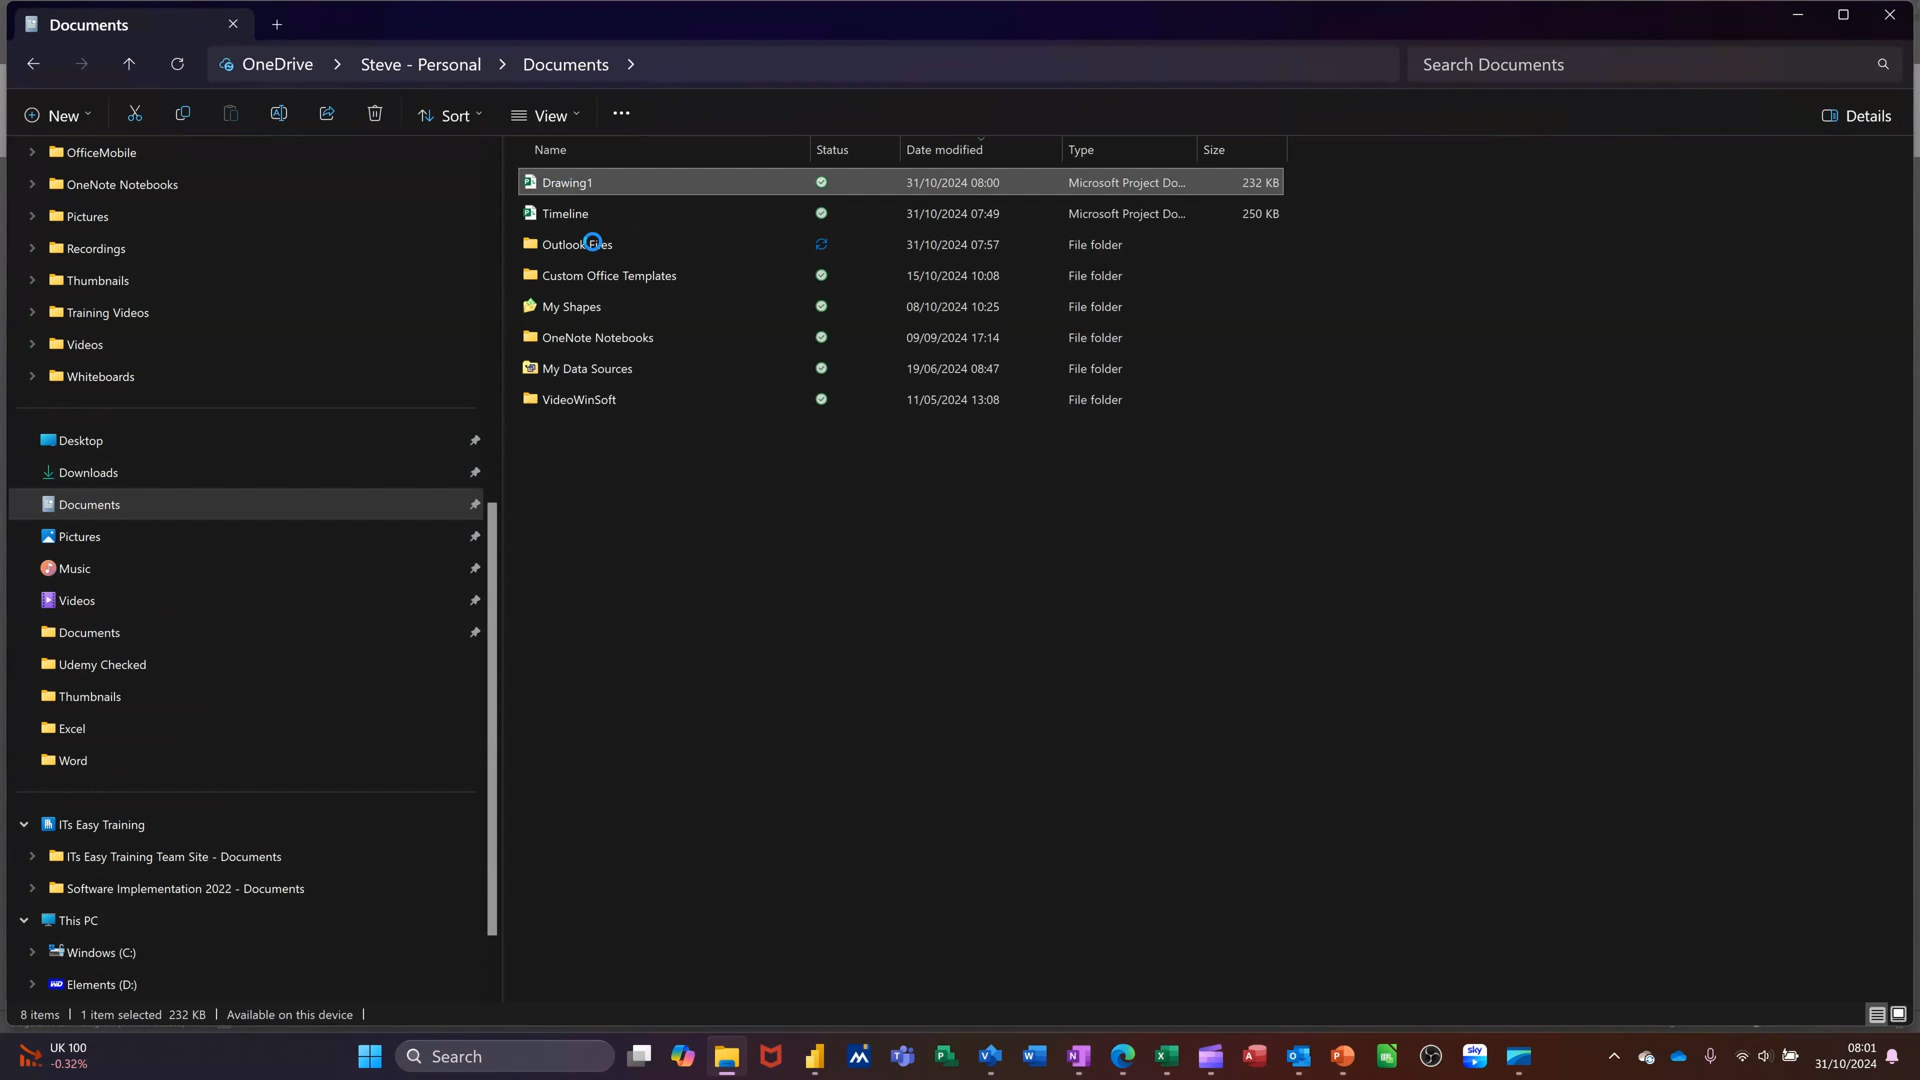 Documents
OneDrive > Steve - Personal > Documents >
Search Documents
New
Sort
View
Details
OfficeMobile
OneNote Notebooks
Pictures
Recordings
Thumbnails
Training Videos
Videos
Whiteboards
Desktop
Downloads
Documents
Pictures
Music
Videos
Documents
Udemy Checked
Thumbnails
Excel
Word
ITs Easy Training
ITs Easy Training Team Site - Documents
Software Implementation 2022 - Documents
This PC
Windows (C:)
WD Elements (D:)
Name Status Date modified Type Size
Drawing1 31/10/2024 08:00 Microsoft Project Do... 232 KB
Timeline 31/10/2024 07:49 Microsoft Project Do... 250 KB
Outlook Files 31/10/2024 07:57 File folder
Custom Office Templates 15/10/2024 10:08 File folder
My Shapes 08/10/2024 10:25 File folder
OneNote Notebooks 09/09/2024 17:14 File folder
My Data Sources 19/06/2024 08:47 File folder
VideoWinSoft 11/05/2024 13:08 File folder
8 items | 1 item selected 232 KB | Available on this device |
UK 100
-0.32%
Search
sky
08:01
31/10/2024